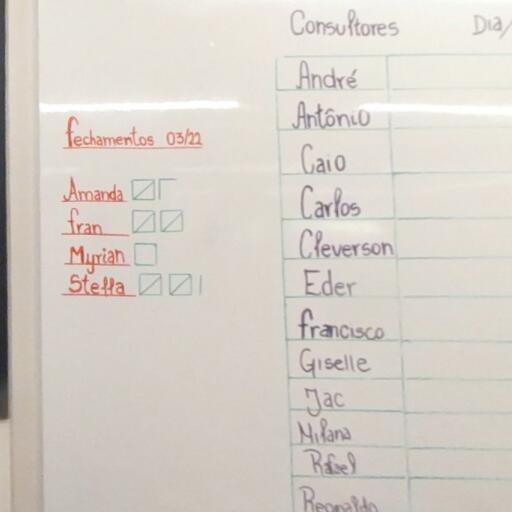 Consultores Dia/
André
Antônio
Caio
Carlos
Cleverson
Eder
francisco
Giselle
Jac
Milana
Rafael
Reginaldo
fechamentos 03/22
Amanda
fran
Myrian
Stella